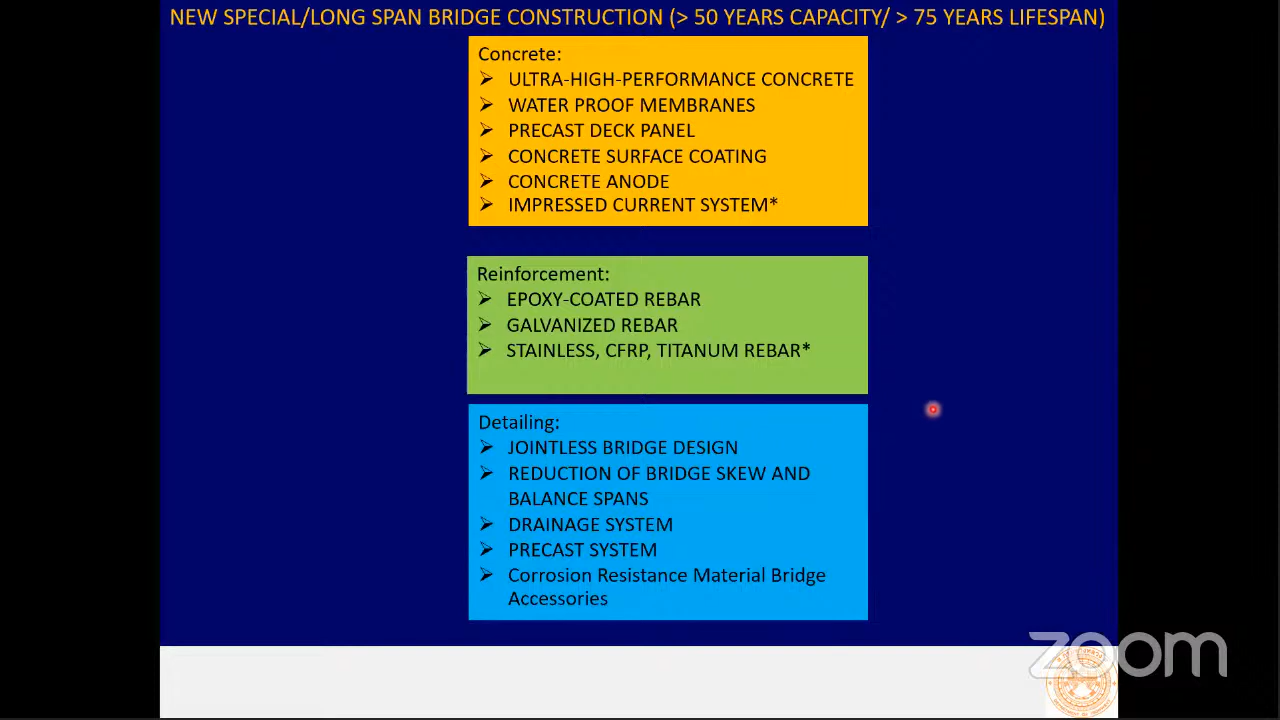 NEW SPECIAL/LONG SPAN BRIDGE CONSTRUCTION (> 50 YEARS CAPACITY/ > 75 YEARS LIFESPAN)
Concrete:
➢ ULTRA-HIGH-PERFORMANCE CONCRETE
➢ WATER PROOF MEMBRANES
➢ PRECAST DECK PANEL
➢ CONCRETE SURFACE COATING
➢ CONCRETE ANODE
➢ IMPRESSED CURRENT SYSTEM*
Reinforcement:
➢ EPOXY-COATED REBAR
➢ GALVANIZED REBAR
➢ STAINLESS, CFRP, TITANUM REBAR*
Detailing:
➢ JOINTLESS BRIDGE DESIGN
➢ REDUCTION OF BRIDGE SKEW AND
BALANCE SPANS
➢ DRAINAGE SYSTEM
➢ PRECAST SYSTEM
➢ Corrosion Resistance Material Bridge
Accessories
zoom